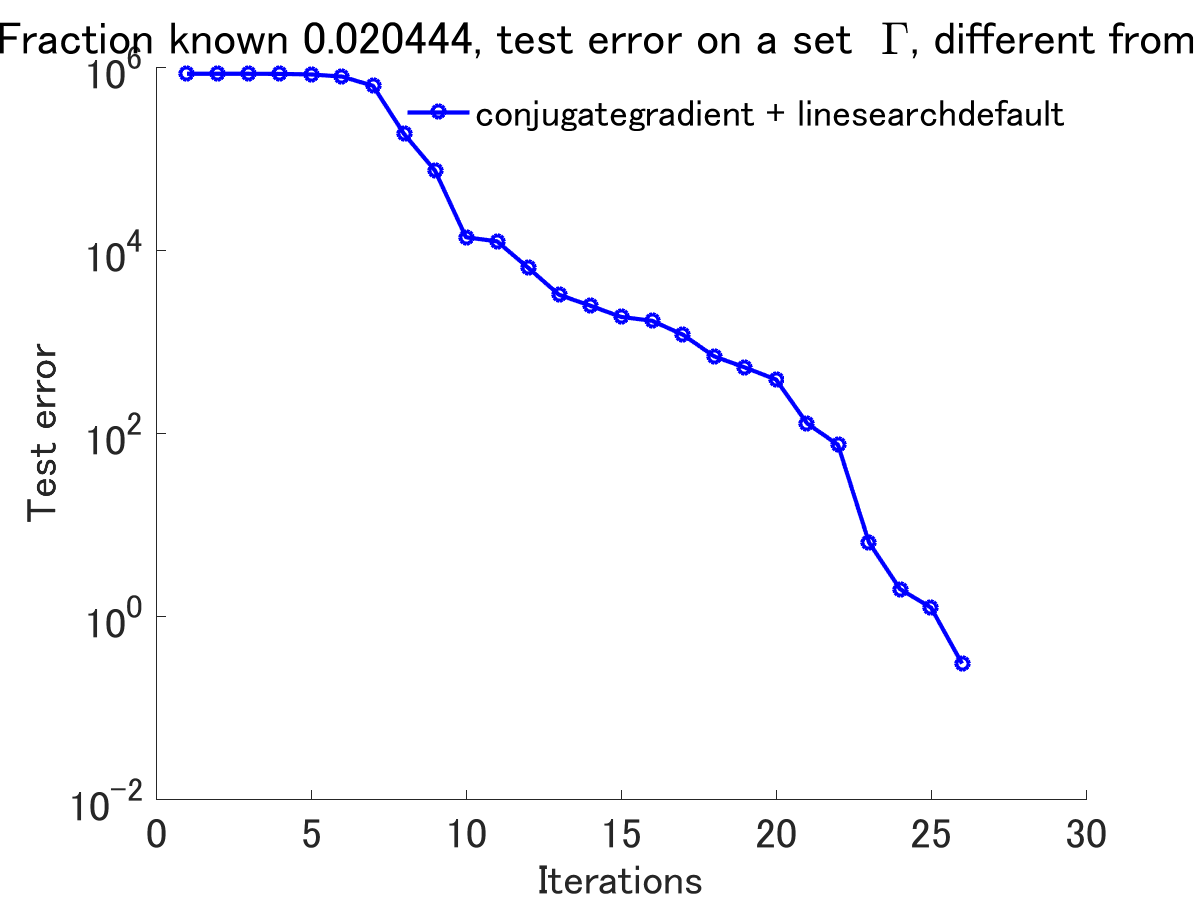 Fraction known 0.020444, test error on a set Γ, different from
10^6
conjugategradient + linesearchdefault
10^4
10^2
10^0
10^−2
Test error
0 5 10 15 20 25 30
Iterations